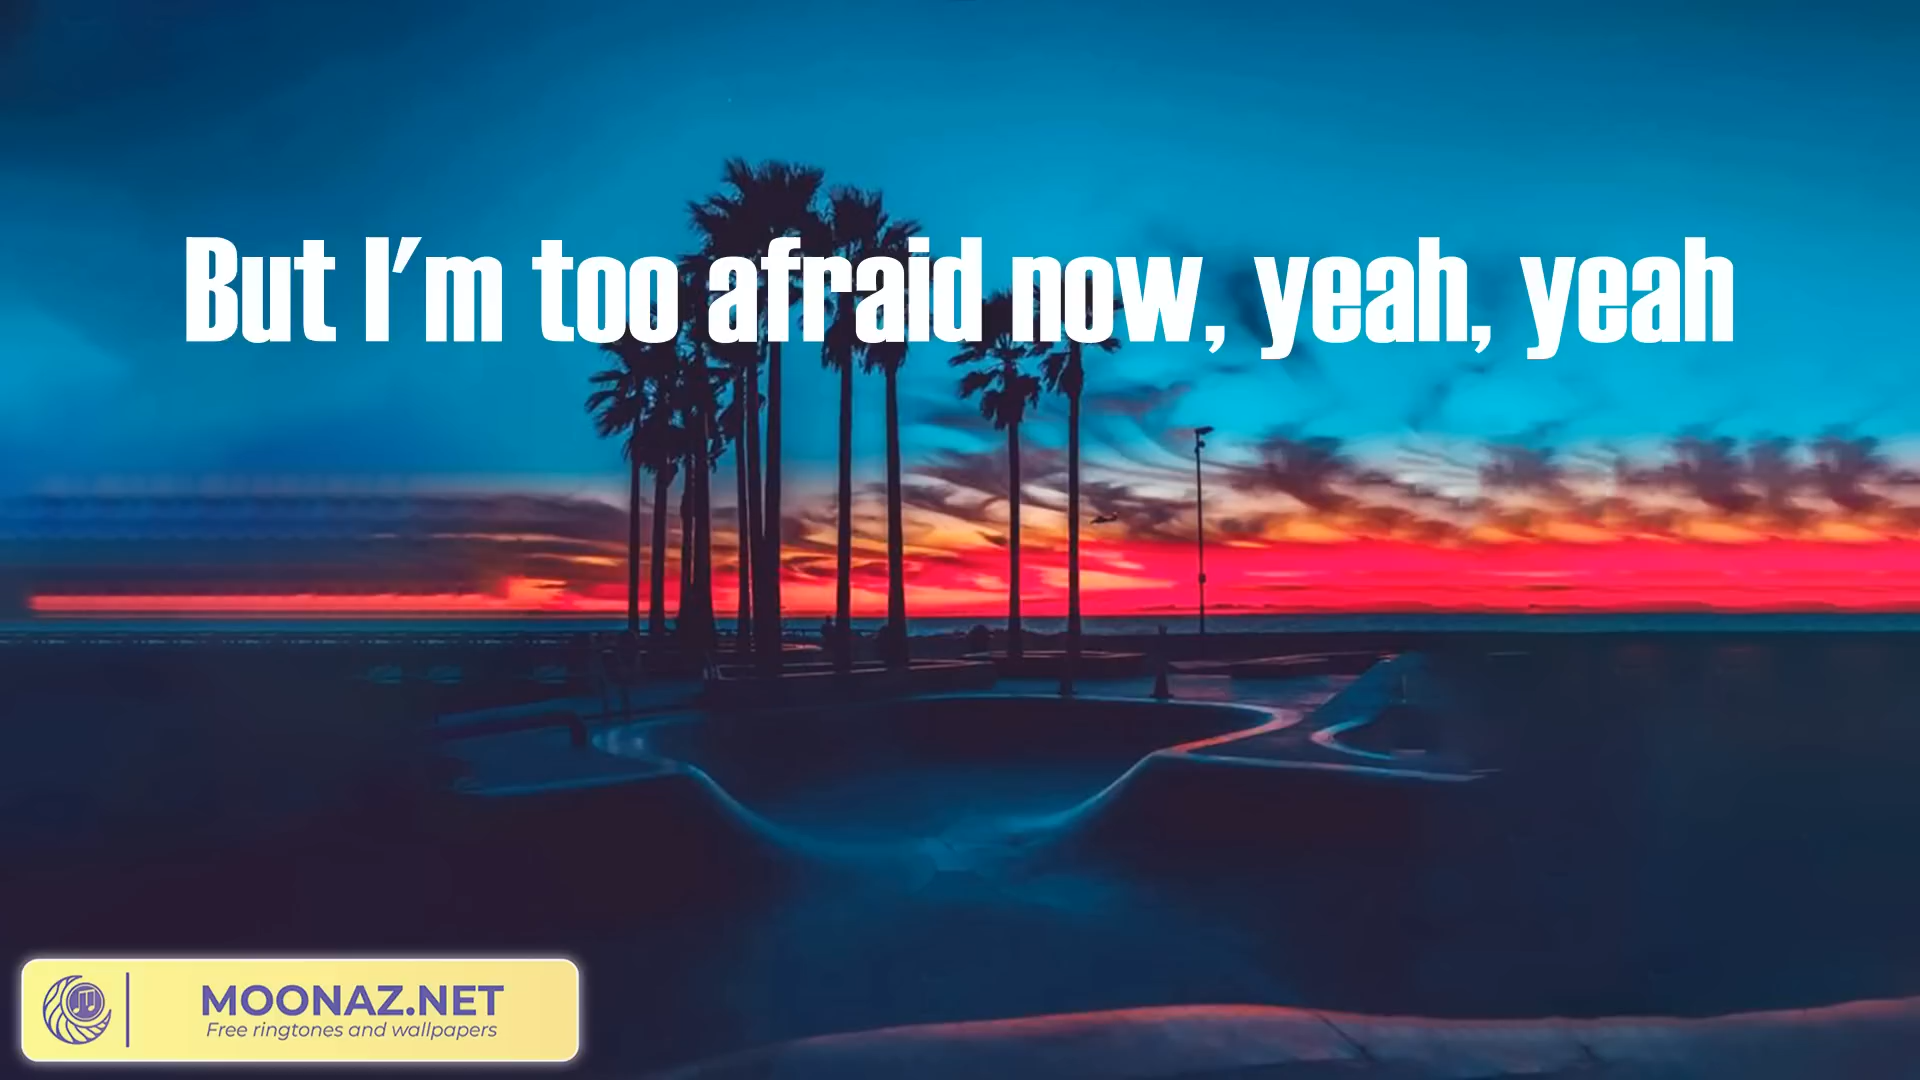 But I'm too afraid now, yeah, yeah
MOONAZ.NET
Free ringtones and wallpapers